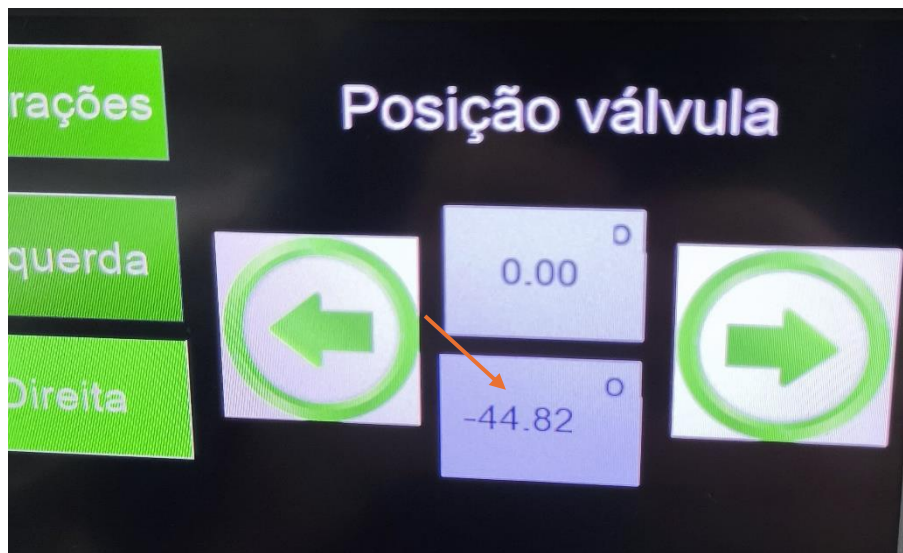 rações
Posição válvula
querda
O
0.00
Direita
O
-44.82